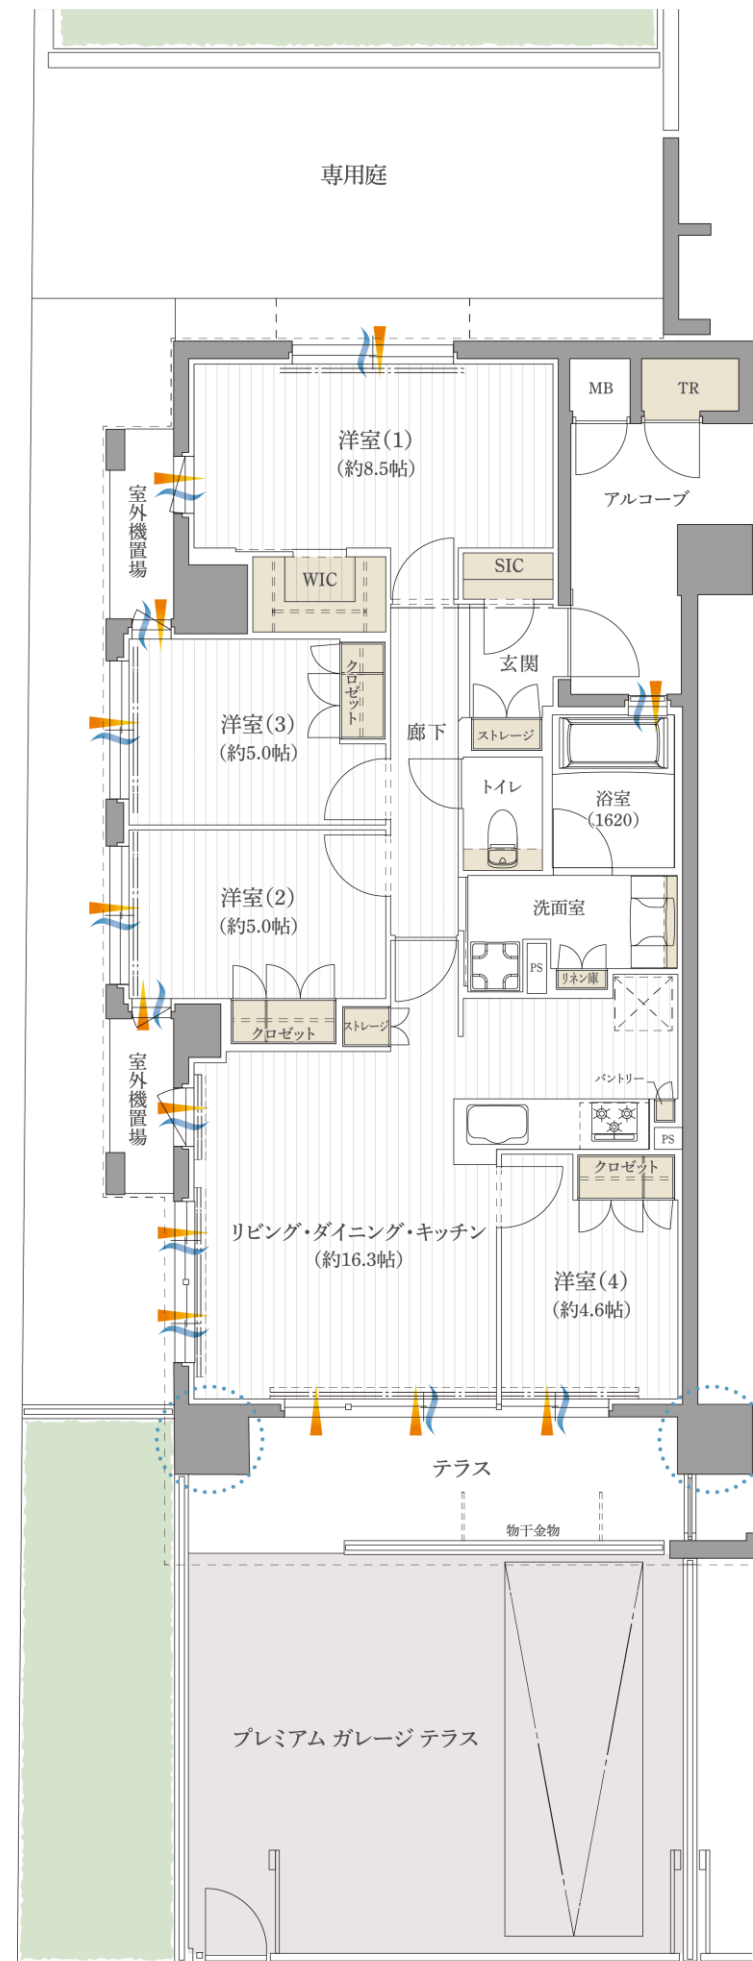 専用庭
MB
TR
洋室(1)
(約8.5帖)
アルコーブ
室外機置場
WIC
SIC
玄関
クロゼット
洋室(3)
(約5.0帖)
廊下
ストレージ
トイレ
浴室
(1620)
洋室(2)
(約5.0帖)
洗面室
PS
リネン庫
クロゼット
ストレージ
室外機置場
パントリー
PS
クロゼット
リビング・ダイニング・キッチン
(約16.3帖)
洋室(4)
(約4.6帖)
テラス
物干金物
プレミアム ガレージ テラス